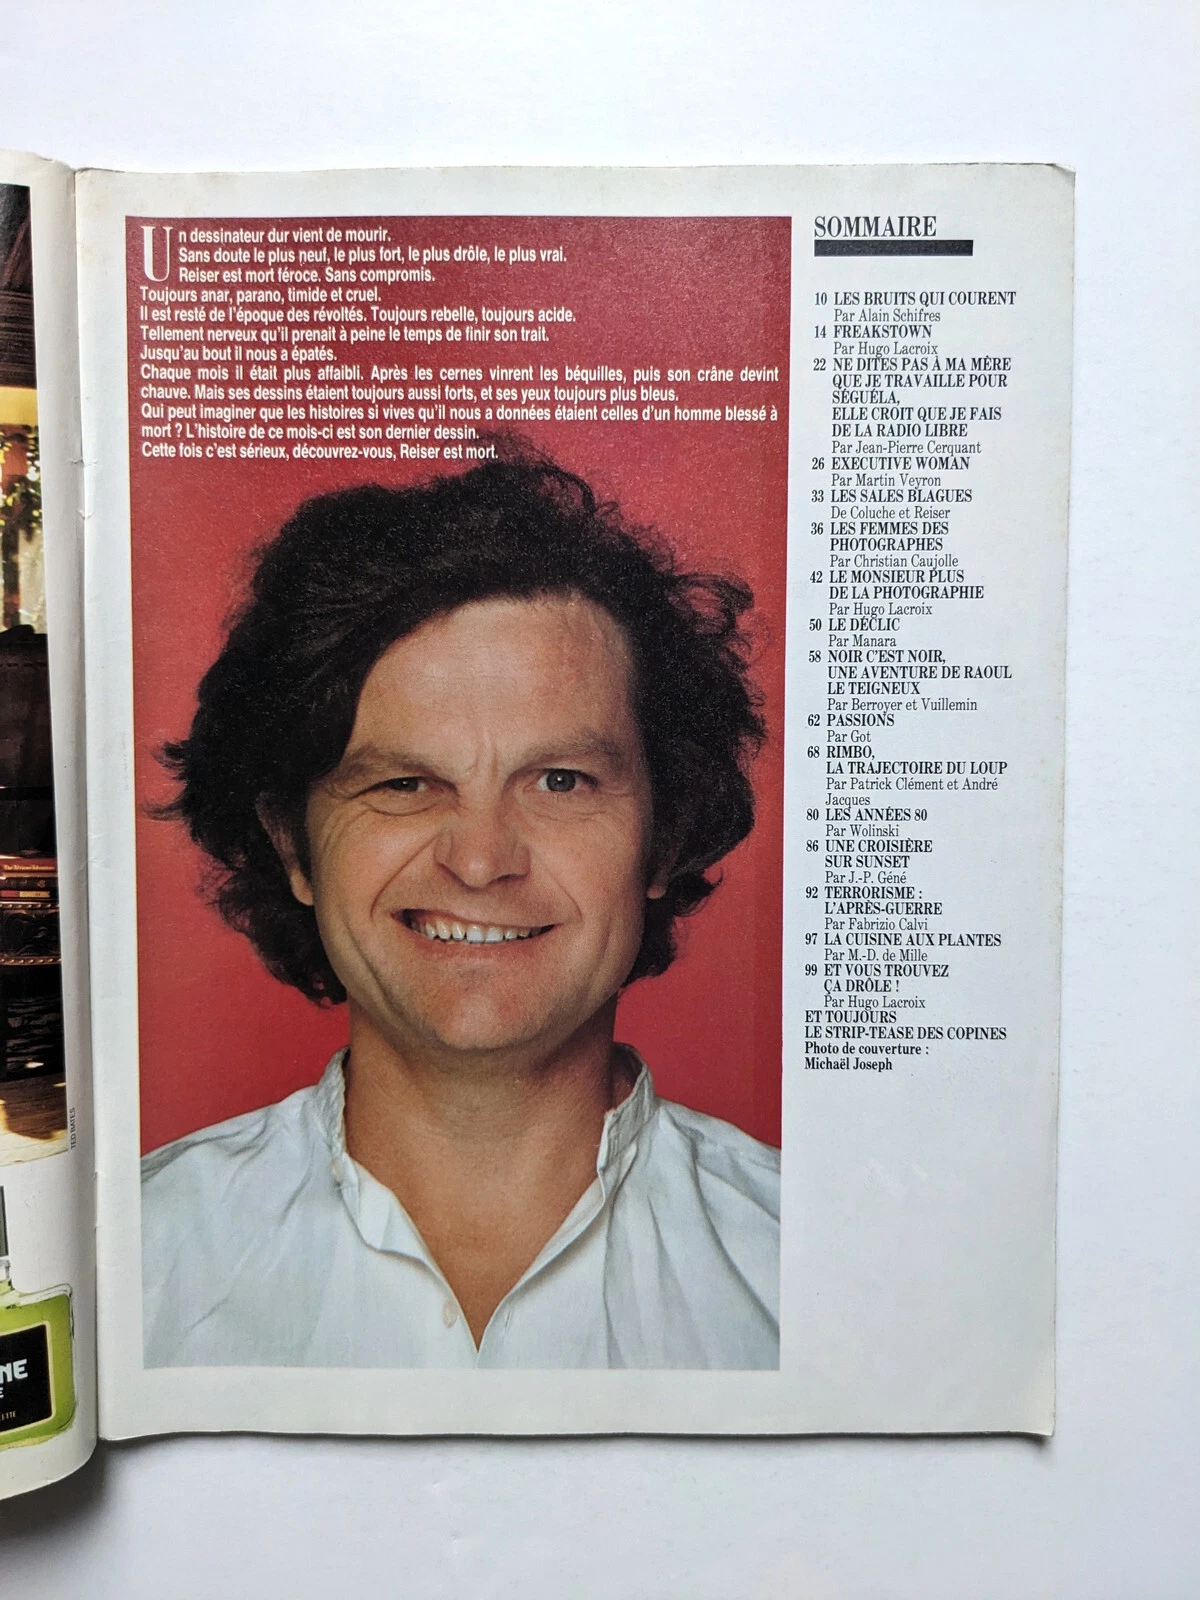 Un dessinateur dur vient de mourir.
Sans doute le plus neuf, le plus fort, le plus drôle, le plus vrai.
Reiser est mort féroce. Sans compromis.
Toujours anar, parano, timide et cruel.
Il est resté de l'époque des révoltés. Toujours rebelle, toujours acide.
Tellement nerveux qu'il prenait à peine le temps de finir son trait.
Jusqu'au bout il nous a épatés.
Chaque mois il était plus affaibli. Après les cernes vinrent les béquilles, puis son crâne devint
chauve. Mais ses dessins étaient toujours aussi forts, et ses yeux toujours plus bleus.
Qui peut imaginer que les histoires si vives qu'il nous a données étaient celles d'un homme blessé à
mort ? L'histoire de ce mois-ci est son dernier dessin.
Cette fois c'est sérieux, découvrez-vous, Reiser est mort.
SOMMAIRE
10 LES BRUITS QUI COURENT
Par Alain Schifres
14 FREAKSTOWN
Par Hugo Lacroix
22 NE DITES PAS À MA MÈRE
QUE JE TRAVAILLE POUR
SÉGUÉLA,
ELLE CROIT QUE JE FAIS
DE LA RADIO LIBRE
Par Jean-Pierre Cerquant
26 EXECUTIVE WOMAN
Par Martin Veyron
33 LES SALES BLAGUES
De Coluche et Reiser
36 LES FEMMES DES
PHOTOGRAPHES
Par Christian Caujolle
42 LE MONSIEUR PLUS
DE LA PHOTOGRAPHIE
Par Hugo Lacroix
50 LE DÉCLIC
Par Manara
58 NOIR C'EST NOIR,
UNE AVENTURE DE RAOUL
LE TEIGNEUX
Par Berroyer et Vuillemin
62 PASSIONS
Par Got
68 RIMBO,
LA TRAJECTOIRE DU LOUP
Par Patrick Clément et André
Jacques
80 LES ANNÉES 80
Par Wolinski
86 UNE CROISIÈRE
SUR SUNSET
Par J.-P. Géné
92 TERRORISME :
L'APRÈS-GUERRE
Par Fabrizio Calvi
97 LA CUISINE AUX PLANTES
Par M.-D. de Mille
99 ET VOUS TROUVEZ
ÇA DRÔLE !
Par Hugo Lacroix
ET TOUJOURS
LE STRIP-TEASE DES COPINES
Photo de couverture :
Michaël Joseph
TED BATES
NE
E
ETTE